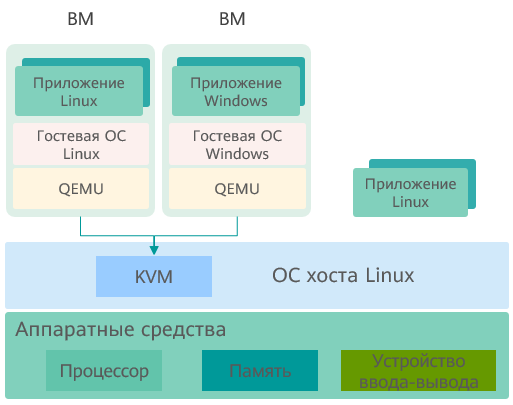 ВМ
ВМ
Приложение
Linux
Приложение
Windows
Гостевая ОС
Linux
Гостевая ОС
Windows
QEMU
QEMU
Приложение
Linux
KVM
ОС хоста Linux
Аппаратные средства
Процессор
Память
Устройство
ввода-вывода